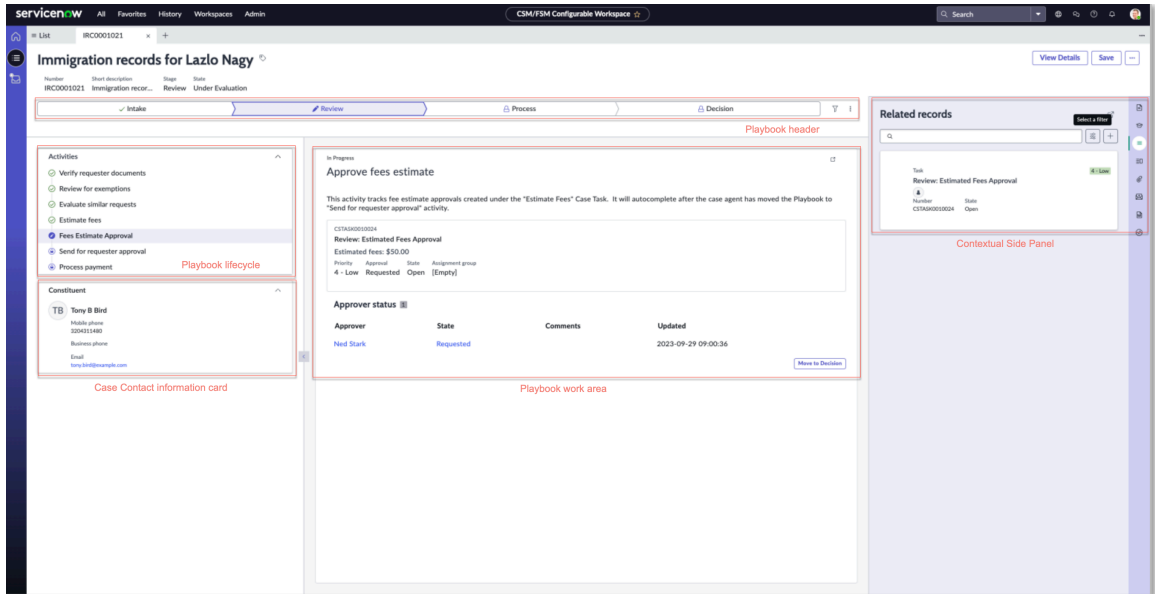 servicenow All Favorites History Workspaces Admin CSM/FSM Configurable Workspace Search
List IRC0001021 × +
Immigration records for Lazlo Nagy View Details Save
Number Short description Stage State
IRC0001021 Immigration recor... Review Under Evaluation
Intake Review Process Decision
Playbook header
Activities
Verify requester documents
Review for exemptions
Evaluate similar requests
Estimate fees
Fees Estimate Approval
Send for requester approval
Process payment
Playbook lifecycle
Constituent
TB Tony B Bird
Mobile phone
3204211480
Business phone
Email
tony.bird@example.com
Case Contact information card
In Progress
Approve fees estimate
This activity tracks fee estimate approvals created under the "Estimate Fees" Case Task. It will autocomplete after the case agent has moved the Playbook to
"Send for requester approval" activity.
CSTASK0010024
Review: Estimated Fees Approval
Estimated fees: $50.00
Priority Approval State Assignment group
4 - Low Requested Open [Empty]
Approver status 1
Approver State Comments Updated
Ned Stark Requested 2023-09-29 09:00:36
Move to Decision
Playbook work area
Related records
Select a filter
Task 4 - Low
Review: Estimated Fees Approval
Number State
CSTASK0010024 Open
Contextual Side Panel